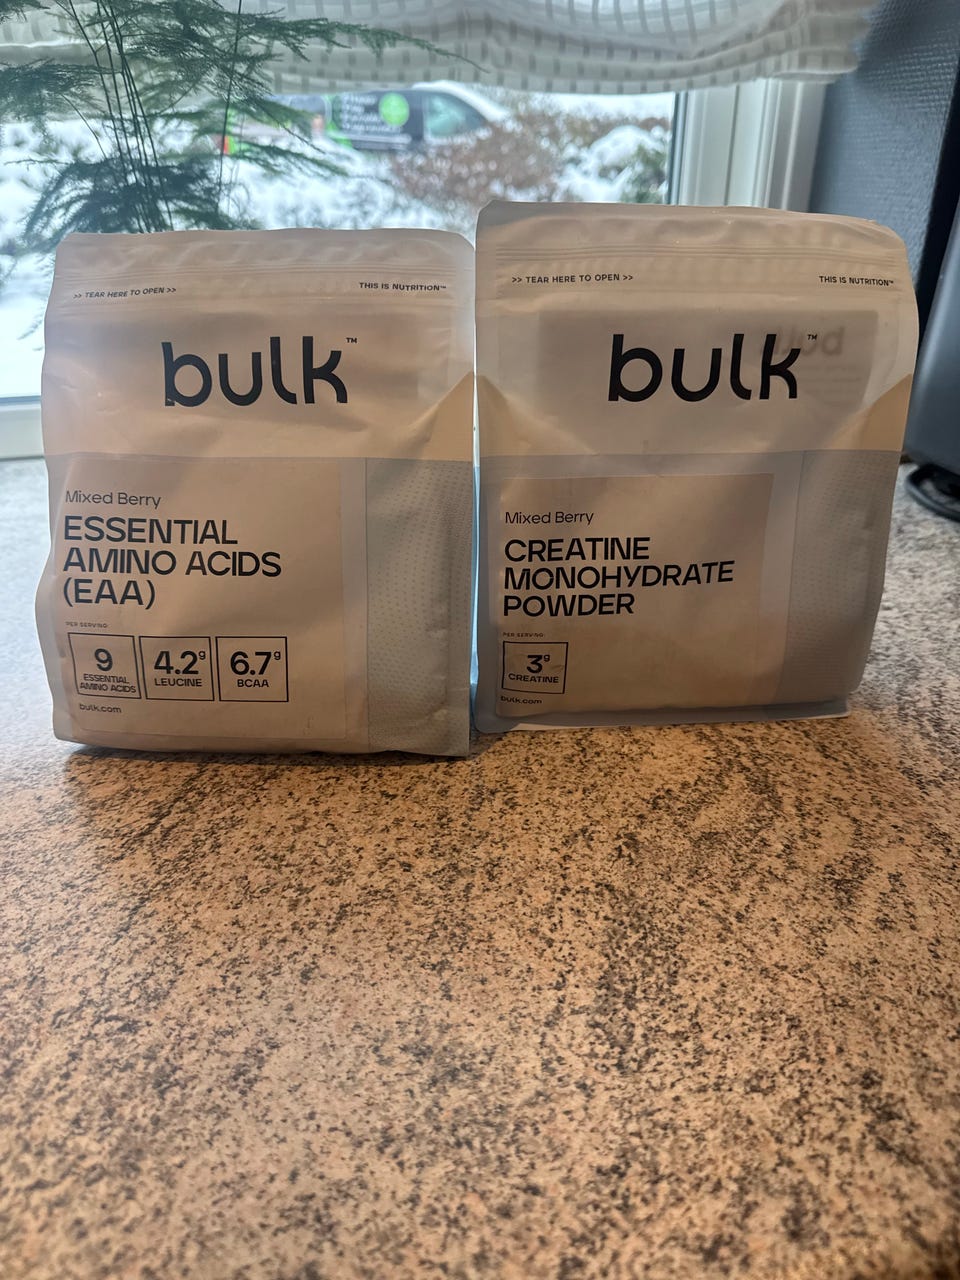 >> TEAR HERE TO OPEN >>
THIS IS NUTRITION™
bulk™
Mixed Berry
ESSENTIAL
AMINO ACIDS
(EAA)
PER SERVING:
9
ESSENTIAL
AMINO ACIDS
4.2g
LEUCINE
6.7g
BCAA
bulk.com
>> TEAR HERE TO OPEN >>
THIS IS NUTRITION™
bulk™
Mixed Berry
CREATINE
MONOHYDRATE
POWDER
PER SERVING:
3g
CREATINE
bulk.com